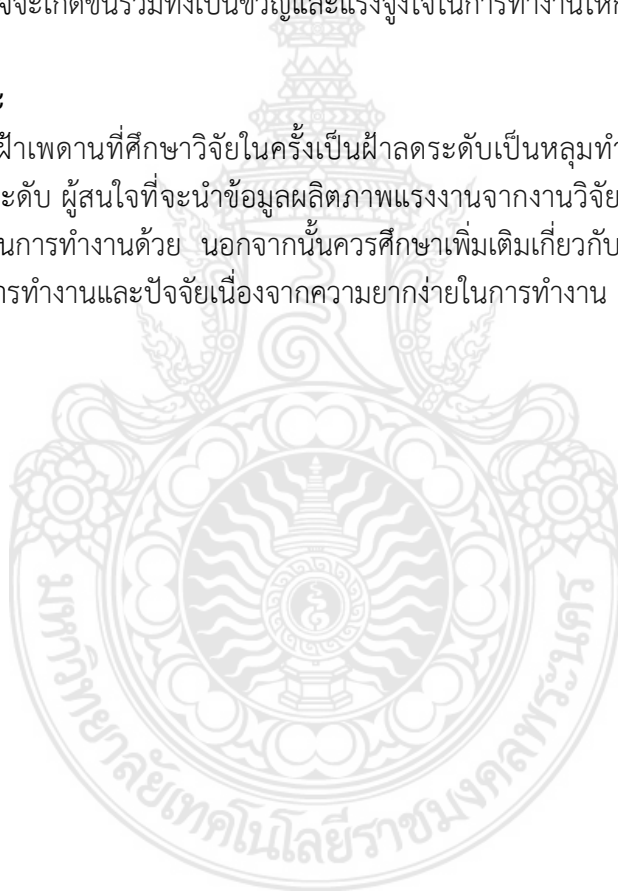 จจะเกิดขึ้นรวมทั้งเป็นขวัญและแรงจูงใจในการทำงานให้
ฝ้าเพดานที่ศึกษาวิจัยในครั้งเป็นฝ้าลดระดับเป็นหลุมทำ
ะดับ ผู้สนใจที่จะนำข้อมูลผลิตภาพแรงงานจากงานวิจัย
นการทำงานด้วย นอกจากนั้นควรศึกษาเพิ่มเติมเกี่ยวกับ
ารทำงานและปัจจัยเนื่องจากความยากง่ายในการทำงาน
มหาวิทยาลัยเทคโนโลยีราชมงคลพระนคร